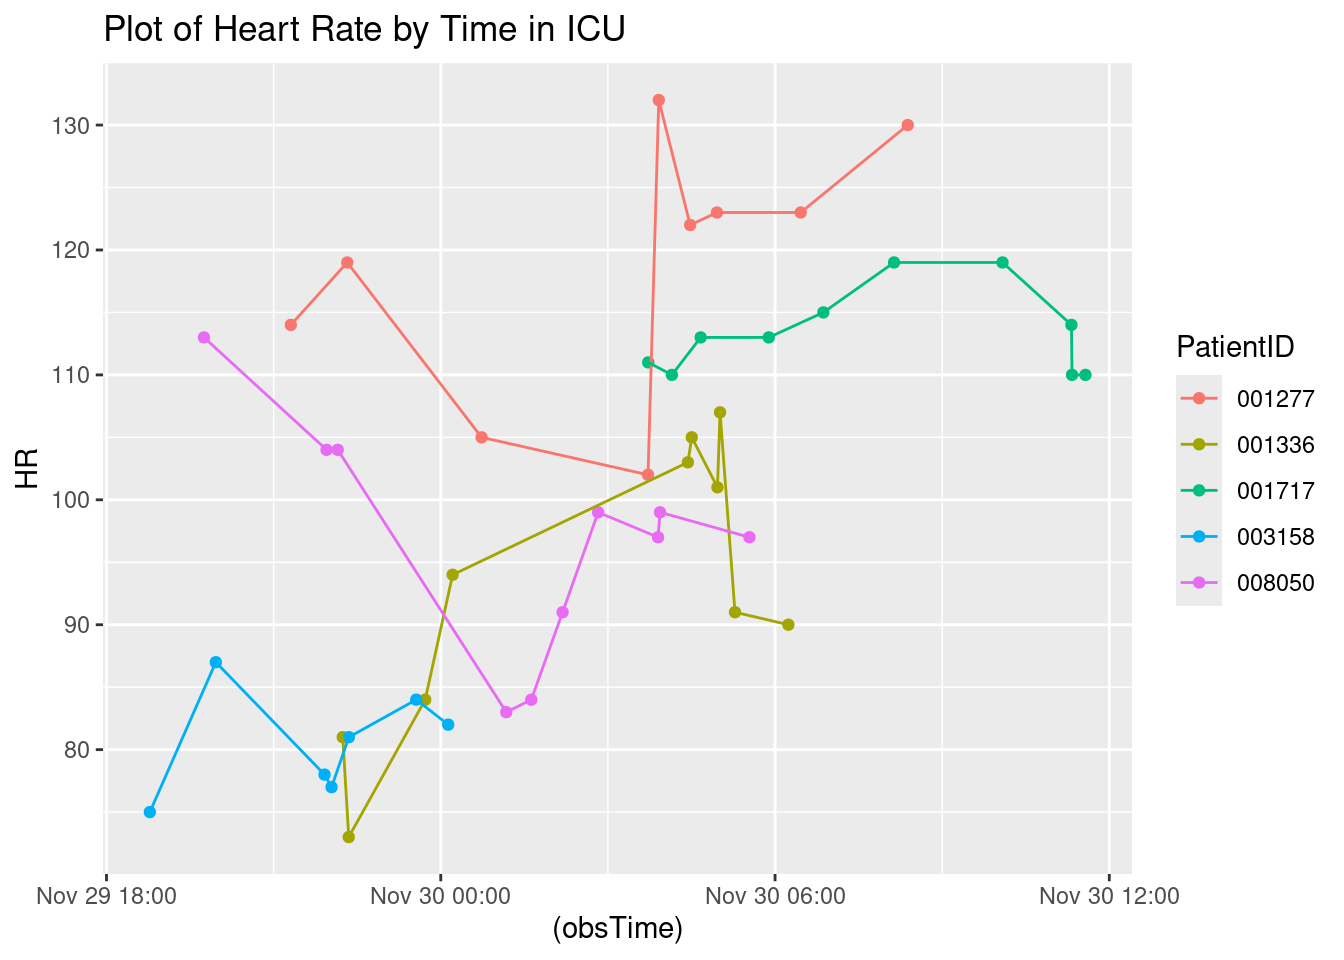 Plot of Heart Rate by Time in ICU
HR
130
120
110
100
90
80
Nov 29 18:00
Nov 30 00:00
Nov 30 06:00
Nov 30 12:00
(obsTime)
PatientID
001277
001336
001717
003158
008050